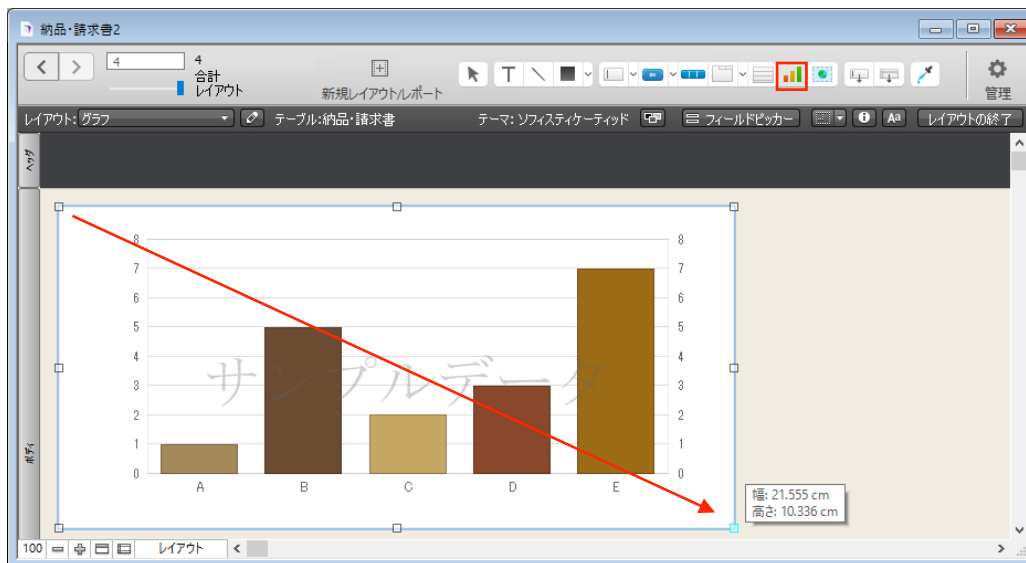 納品・請求書2
4
4
合計
レイアウト
新規レイアウト/レポート
T
管理
レイアウト: グラフ
テーブル:納品・請求書
テーマ: ソフィスティケーティッド
フィールドピッカー
Aa
レイアウトの終了
ヘッダ
ボディ
8 8
7 7
6 6
5 5
4 4
3 3
2 2
1 1
0 0
サンプルデータ
A B C D E
幅: 21.555 cm
高さ: 10.336 cm
100
レイアウト